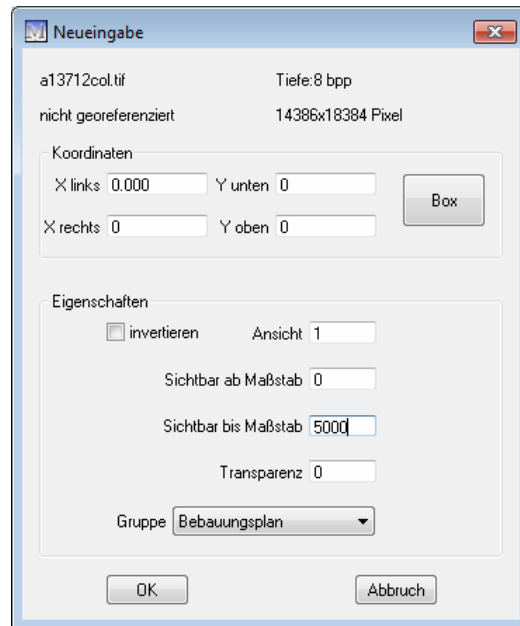 Neueingabe
a13712col.tif Tiefe:8 bpp
nicht georeferenziert 14386x18384 Pixel
Koordinaten
X links 0.000 Y unten 0
Box
X rechts 0 Y oben 0
Eigenschaften
invertieren Ansicht 1
Sichtbar ab Maßstab 0
Sichtbar bis Maßstab 5000
Transparenz 0
Gruppe Bebauungsplan
OK Abbruch